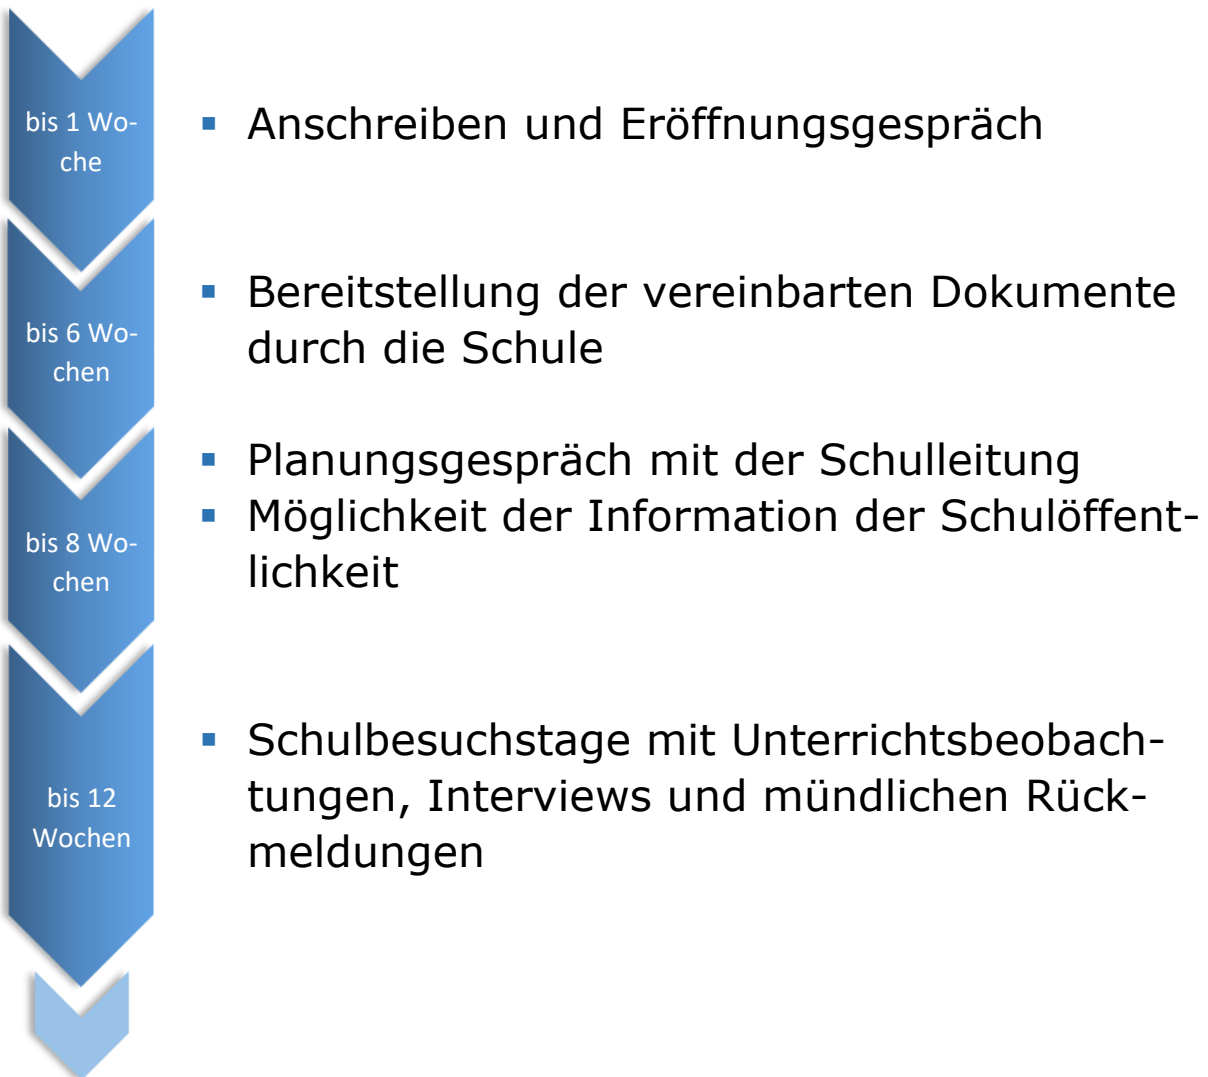 bis 1 Wo-
che
▪ Anschreiben und Eröffnungsgespräch
bis 6 Wo-
chen
▪ Bereitstellung der vereinbarten Dokumente
durch die Schule
bis 8 Wo-
chen
▪ Planungsgespräch mit der Schulleitung
▪ Möglichkeit der Information der Schulöffent-
lichkeit
bis 12
Wochen
▪ Schulbesuchstage mit Unterrichtsbeobach-
tungen, Interviews und mündlichen Rück-
meldungen